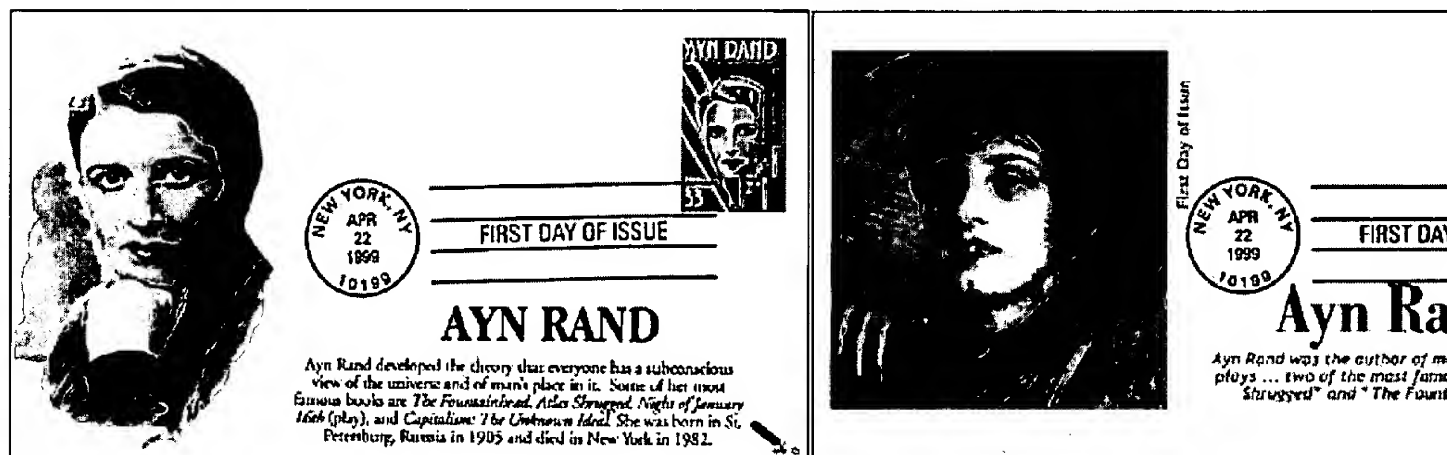 AYN RAND
33
NEW YORK, NY
APR
22
1999
10199
FIRST DAY OF ISSUE
AYN RAND
Ayn Rand developed the theory that everyone has a subconscious
view of the universe and of man's place in it. Some of her most
famous books are The Fountainhead, Atlas Shrugged, Night of January
16th (play), and Capitalism: The Unknown Ideal. She was born in St.
Petersburg, Russia in 1905 and died in New York in 1982.
First Day of Issue
NEW YORK, NY
APR
22
1999
10199
FIRST DAY
Ayn Ra
Ayn Rand was the author of m
plays ... two of the most fam
Shrugged" and "The Fount